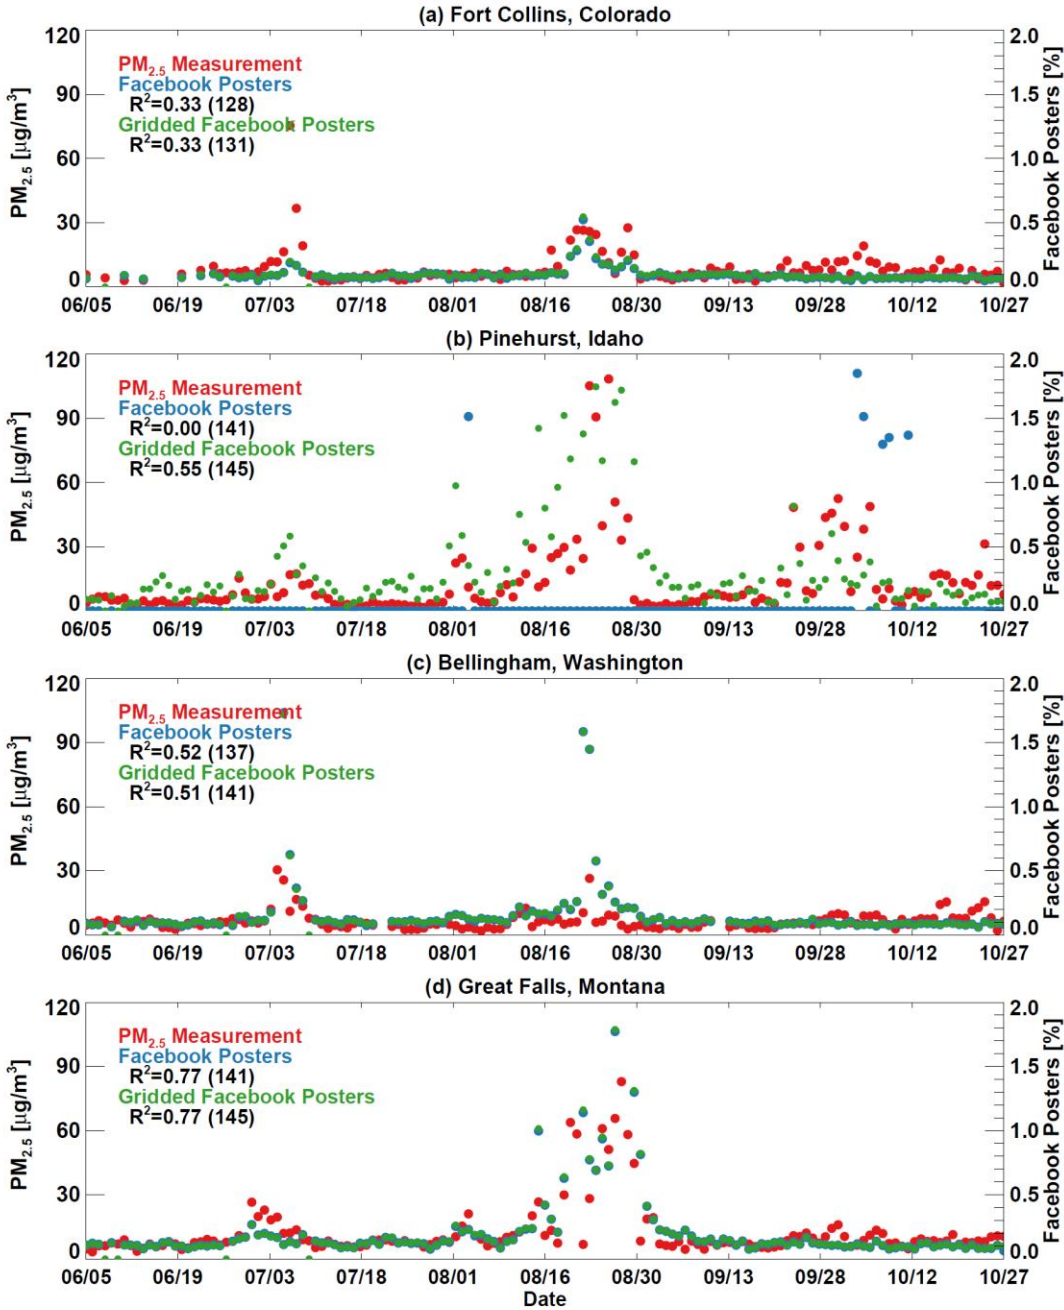 (a) Fort Collins, Colorado
120
90
60
30
0
PM2.5 [μg/m³]
PM2.5 Measurement
Facebook Posters
R²=0.33 (128)
Gridded Facebook Posters
R²=0.33 (131)
2.0
1.5
1.0
0.5
0.0
Facebook Posters [%]
06/05 06/19 07/03 07/18 08/01 08/16 08/30 09/13 09/28 10/12 10/27
(b) Pinehurst, Idaho
120
90
60
30
0
PM2.5 [μg/m³]
PM2.5 Measurement
Facebook Posters
R²=0.00 (141)
Gridded Facebook Posters
R²=0.55 (145)
2.0
1.5
1.0
0.5
0.0
Facebook Posters [%]
06/05 06/19 07/03 07/18 08/01 08/16 08/30 09/13 09/28 10/12 10/27
(c) Bellingham, Washington
120
90
60
30
0
PM2.5 [μg/m³]
PM2.5 Measurement
Facebook Posters
R²=0.52 (137)
Gridded Facebook Posters
R²=0.51 (141)
2.0
1.5
1.0
0.5
0.0
Facebook Posters [%]
06/05 06/19 07/03 07/18 08/01 08/16 08/30 09/13 09/28 10/12 10/27
(d) Great Falls, Montana
120
90
60
30
0
PM2.5 [μg/m³]
PM2.5 Measurement
Facebook Posters
R²=0.77 (141)
Gridded Facebook Posters
R²=0.77 (145)
2.0
1.5
1.0
0.5
0.0
Facebook Posters [%]
06/05 06/19 07/03 07/18 08/01 08/16 08/30 09/13 09/28 10/12 10/27
Date